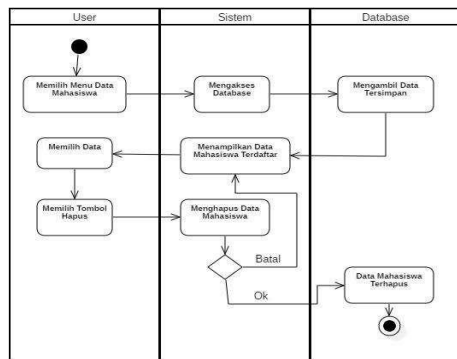 User
Sistem
Database
Memilih Menu Data
Mahasiswa
Mengakses
Database
Mengambil Data
Tersimpan
Memilih Data
Menampilkan Data
Mahasiswa Terdaftar
Memilih Tombol
Hapus
Menghapus Data
Mahasiswa
Batal
Ok
Data Mahasiswa
Terhapus